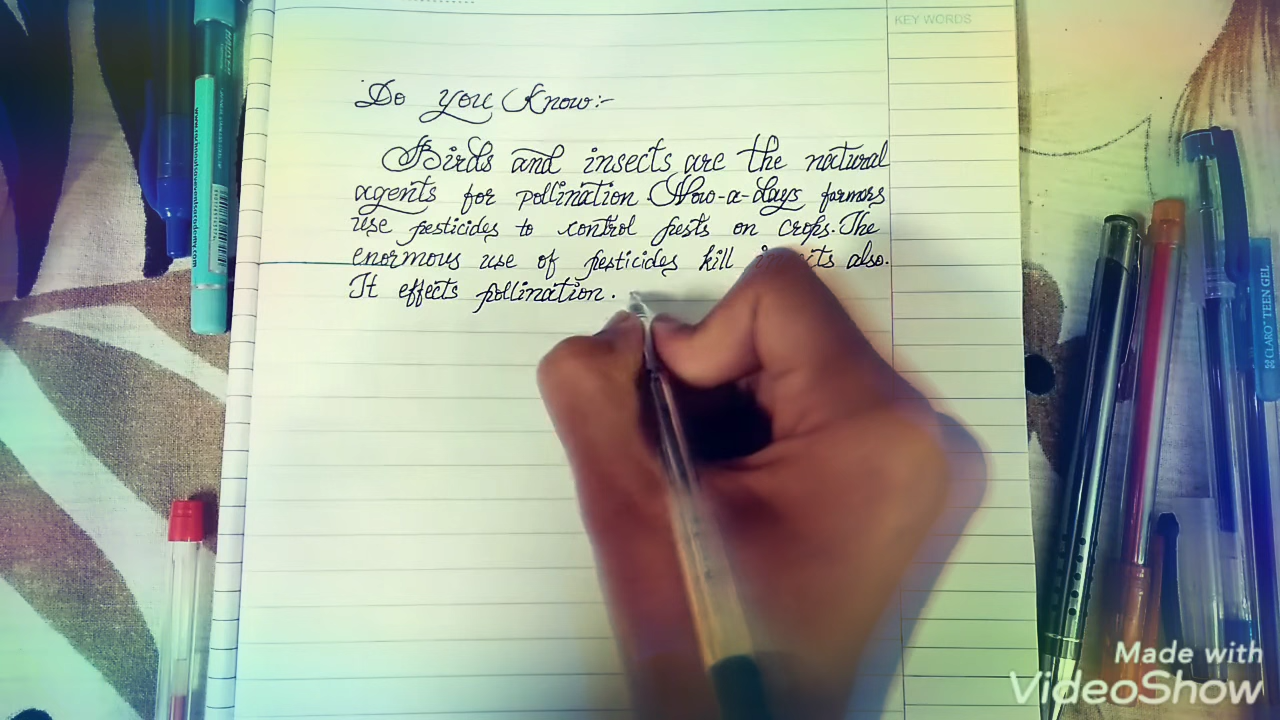 KEY WORDS
Do you Know:-
Birds and insects are the natural
agents for pollination Now-a-days farmers
use pesticides to control pests on crops. The
enormous use of pesticides kill insects also.
It effects pollination.
CLARO TEEN GEL
Made with
VideoShow